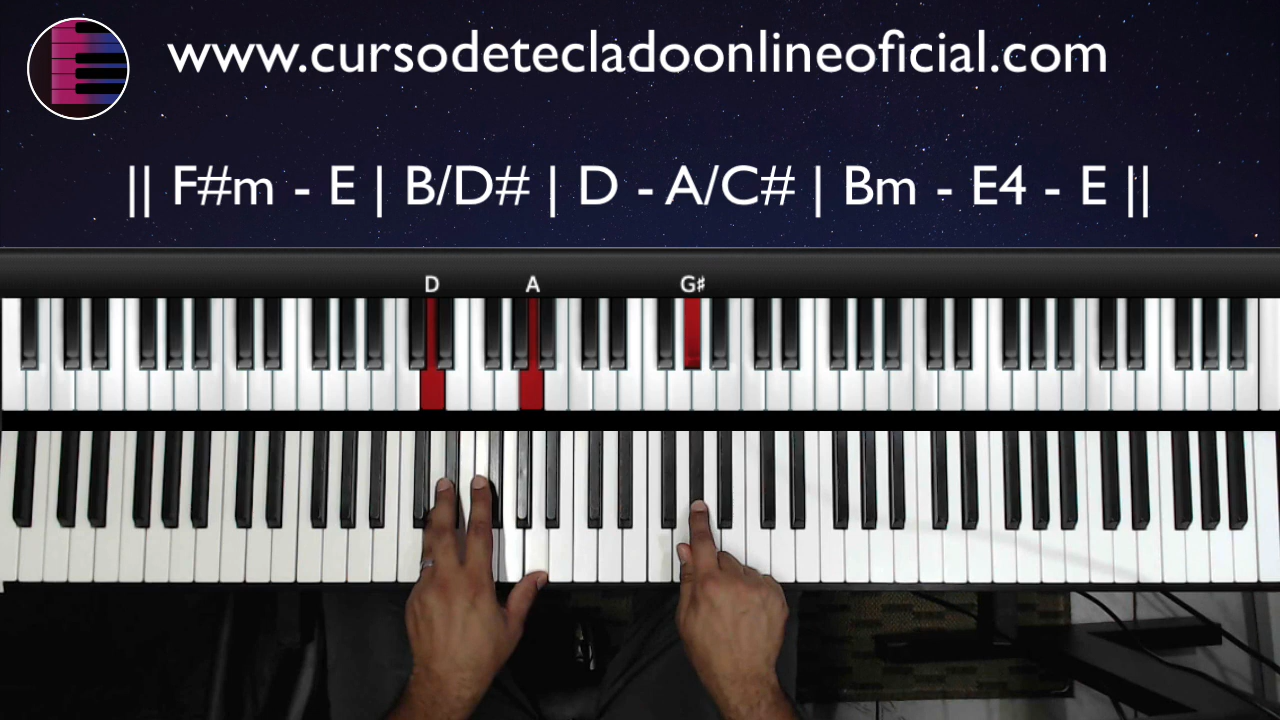 www.cursodetecladoonlineoficial.com
|| F#m - E | B/D# | D - A/C# | Bm - E4 - E ||
D A G♯